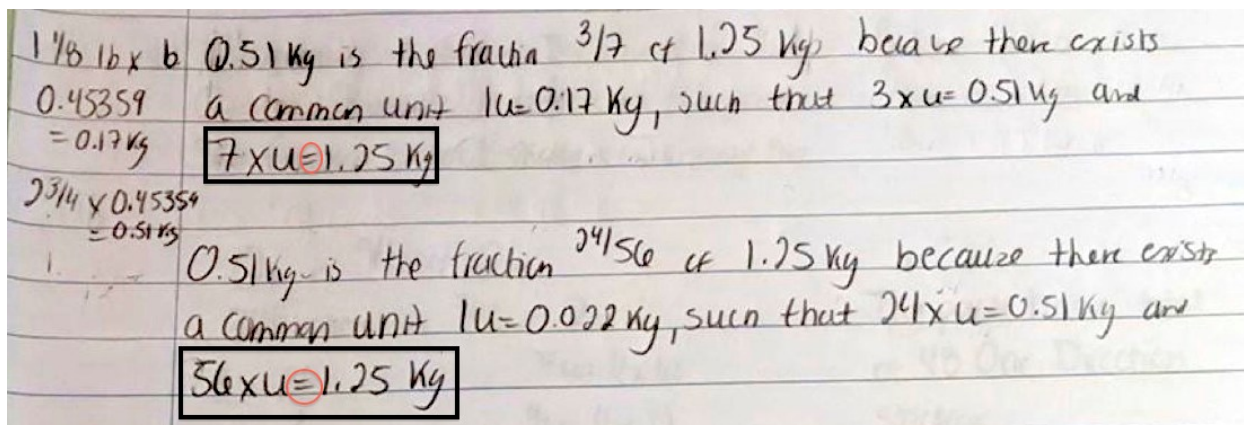 1 1/8 lb x
0.45359
= 0.17 Kg
2 3/4 x 0.45359
= 0.51 Kg
0.51 Kg is the fraction 3/7 of 1.25 Kg, because there exists
a common unit 1u=0.17 Kg, such that 3xu=0.51 Kg and
7xu=1.25 Kg
0.51 Kg is the fraction 24/56 of 1.25 Kg because there exists
a common unit 1u=0.022 Kg, such that 24xu=0.51 Kg and
56xu=1.25 Kg